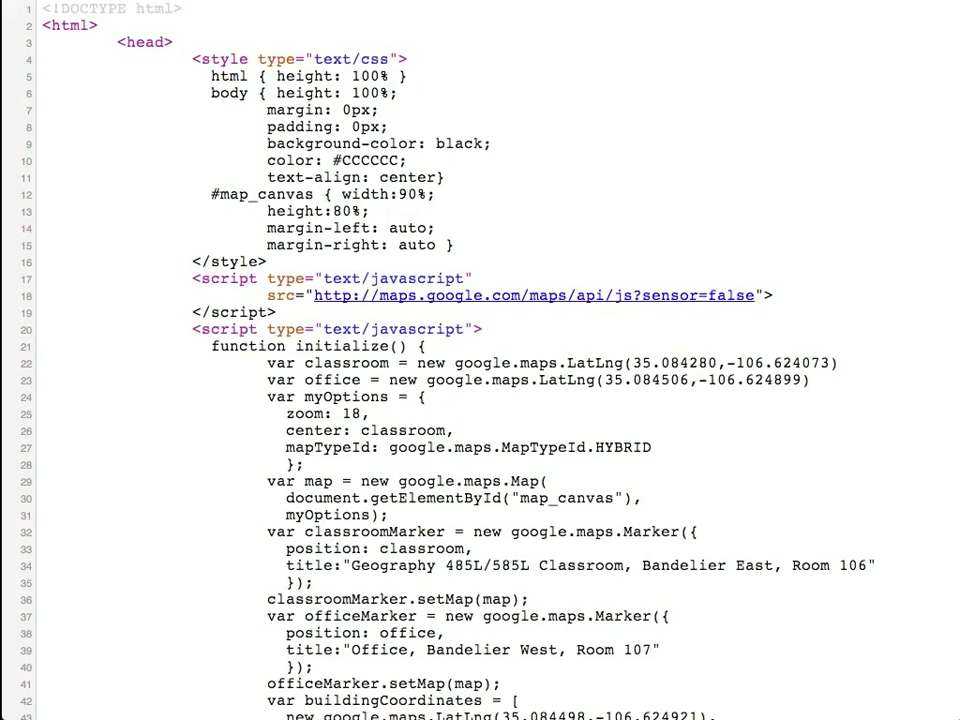 1 <!DOCTYPE html>
2 <html>
3 <head>
4 <style type="text/css">
5 html { height: 100% }
6 body { height: 100%;
7 margin: 0px;
8 padding: 0px;
9 background-color: black;
10 color: #CCCCCC;
11 text-align: center}
12 #map_canvas { width:90%;
13 height:80%;
14 margin-left: auto;
15 margin-right: auto }
16 </style>
17 <script type="text/javascript"
18 src="http://maps.google.com/maps/api/js?sensor=false">
19 </script>
20 <script type="text/javascript">
21 function initialize() {
22 var classroom = new google.maps.LatLng(35.084280,-106.624073)
23 var office = new google.maps.LatLng(35.084506,-106.624899)
24 var myOptions = {
25 zoom: 18,
26 center: classroom,
27 mapTypeId: google.maps.MapTypeId.HYBRID
28 };
29 var map = new google.maps.Map(
30 document.getElementById("map_canvas"),
31 myOptions);
32 var classroomMarker = new google.maps.Marker({
33 position: classroom,
34 title:"Geography 485L/585L Classroom, Bandelier East, Room 106"
35 });
36 classroomMarker.setMap(map);
37 var officeMarker = new google.maps.Marker({
38 position: office,
39 title:"Office, Bandelier West, Room 107"
40 });
41 officeMarker.setMap(map);
42 var buildingCoordinates = [
43 new google.maps.LatLng(35.084498,-106.624921),